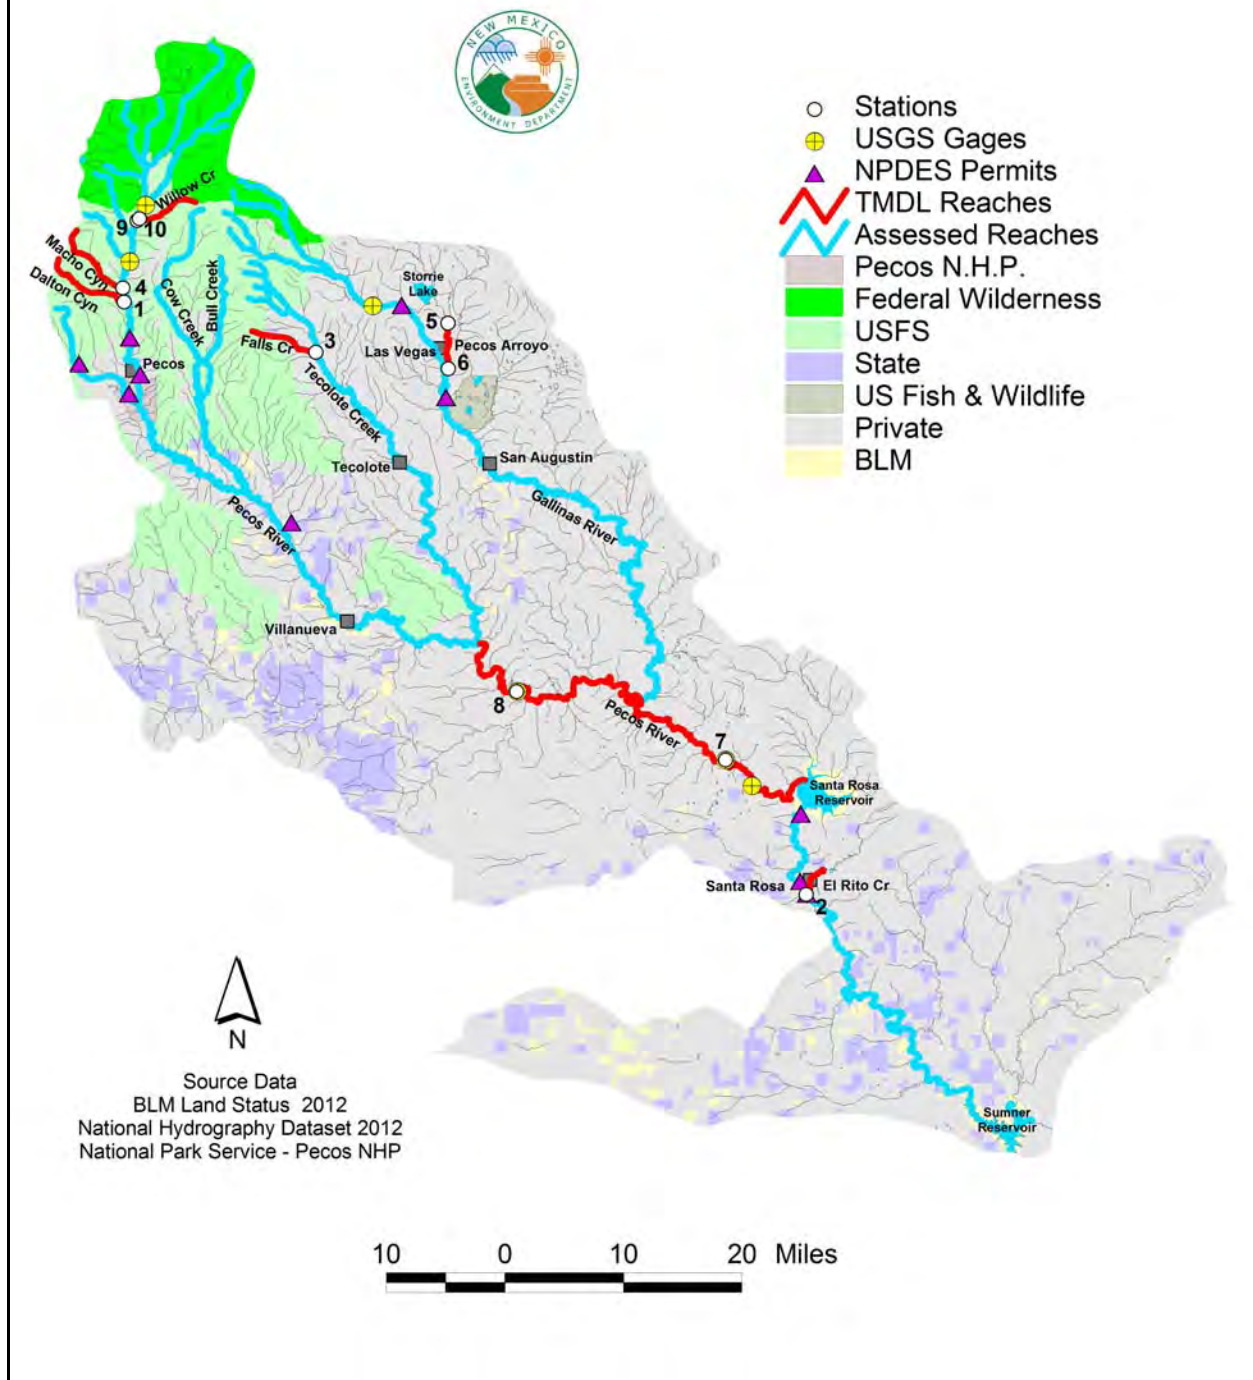 NEW MEXICO
ENVIRONMENT DEPARTMENT
Stations
USGS Gages
NPDES Permits
TMDL Reaches
Assessed Reaches
Pecos N.H.P.
Federal Wilderness
USFS
State
US Fish & Wildlife
Private
BLM
Willow Cr
9
10
Macho Cyn
Dalton Cyn
4
1
Cow Creek
Bull Creek
Storrie
Lake
5
3
Falls Cr
Las Vegas
Pecos Arroyo
6
Pecos
Tecolote Creek
Tecolote
San Augustin
Gallinas River
Pecos River
Villanueva
8
Pecos River
7
Santa Rosa
Reservoir
Santa Rosa
El Rito Cr
2
Sumner
Reservoir
N
Source Data
BLM Land Status 2012
National Hydrography Dataset 2012
National Park Service - Pecos NHP
10 0 10 20 Miles